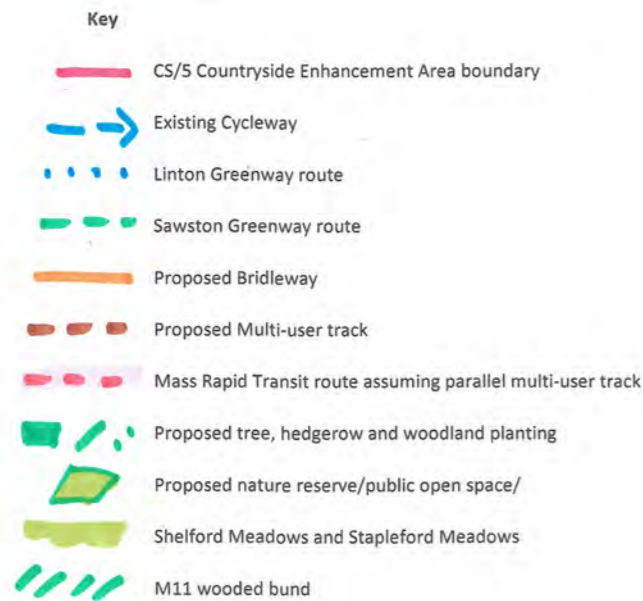 Key
CS/5 Countryside Enhancement Area boundary
Existing Cycleway
Linton Greenway route
Sawston Greenway route
Proposed Bridleway
Proposed Multi-user track
Mass Rapid Transit route assuming parallel multi-user track
Proposed tree, hedgerow and woodland planting
Proposed nature reserve/public open space/
Shelford Meadows and Stapleford Meadows
M11 wooded bund